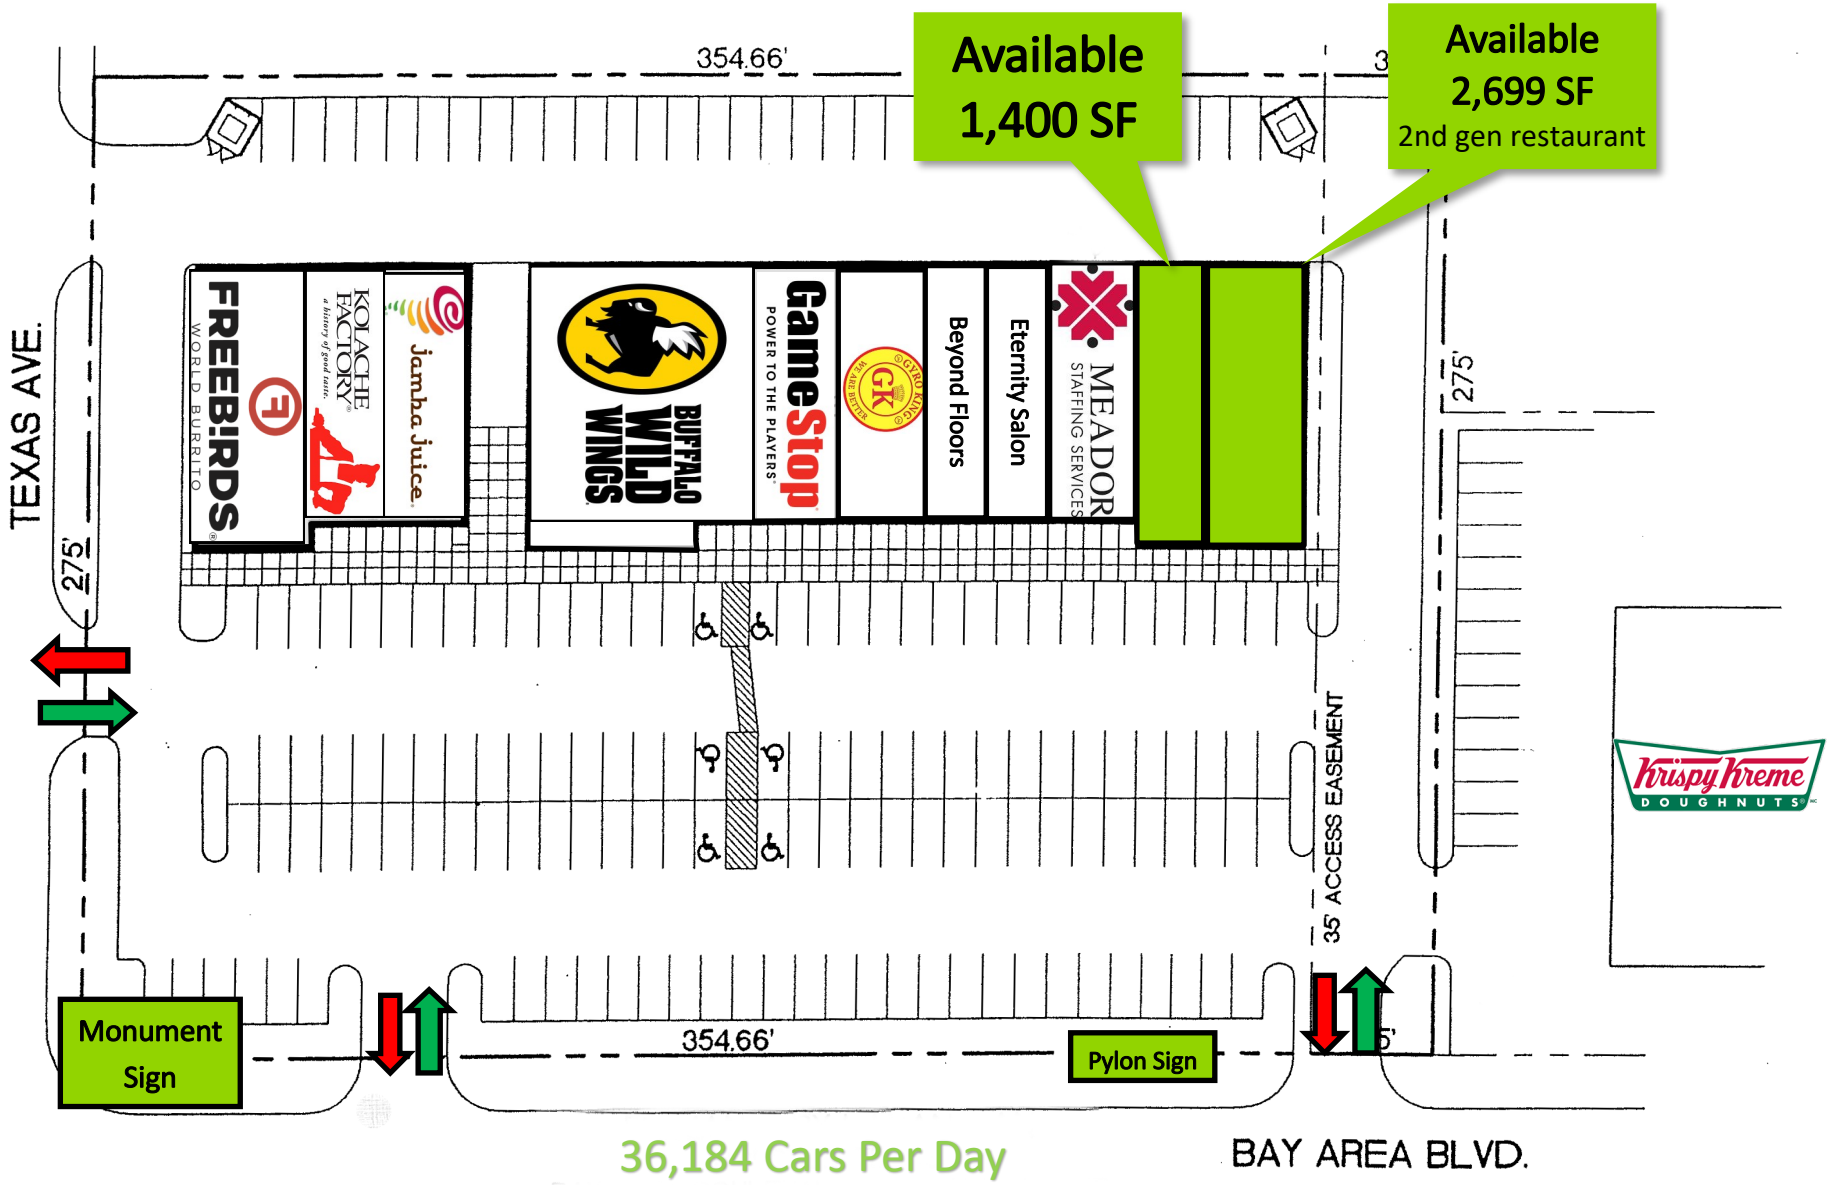 354.66'
Available
1,400 SF
Available
2,699 SF
2nd gen restaurant
TEXAS AVE.
275'
FREEBiRDS®
WORLD BURRITO
KOLACHE
FACTORY®
a history of good taste.
jamba juice.
BUFFALO
WILD
WINGS
GameStop
POWER TO THE PLAYERS
GYRO KING
GK
WE ARE BETTER
Beyond Floors
Eternity Salon
MEADOR
STAFFING SERVICES
275'
35' ACCESS EASEMENT
Krispy Kreme
DOUGHNUTS
Monument
Sign
354.66'
Pylon Sign
36,184 Cars Per Day
BAY AREA BLVD.